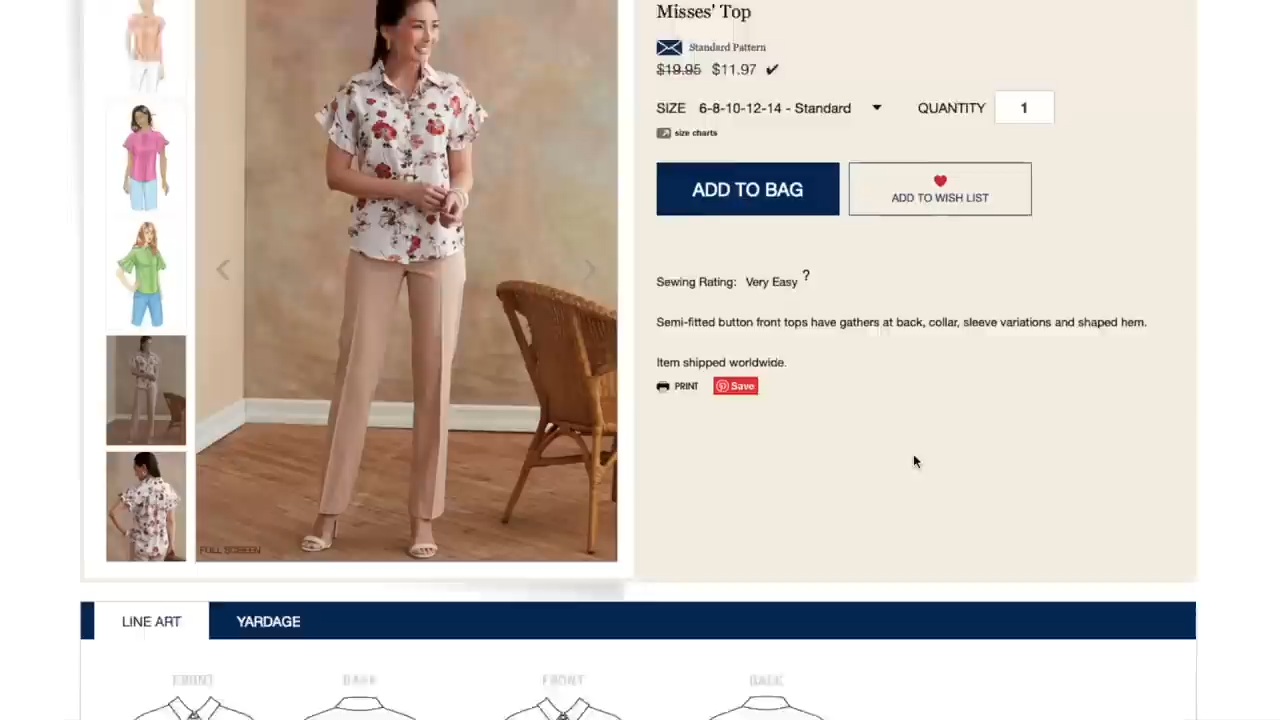 Misses' Top
Standard Pattern
$19.95 $11.97 ✔
SIZE 6-8-10-12-14 - Standard QUANTITY 1
size charts
ADD TO BAG
ADD TO WISH LIST
Sewing Rating: Very Easy ?
Semi-fitted button front tops have gathers at back, collar, sleeve variations and shaped hem.
Item shipped worldwide.
PRINT Save
FULL SCREEN
LINE ART YARDAGE
FRONT BACK FRONT BACK